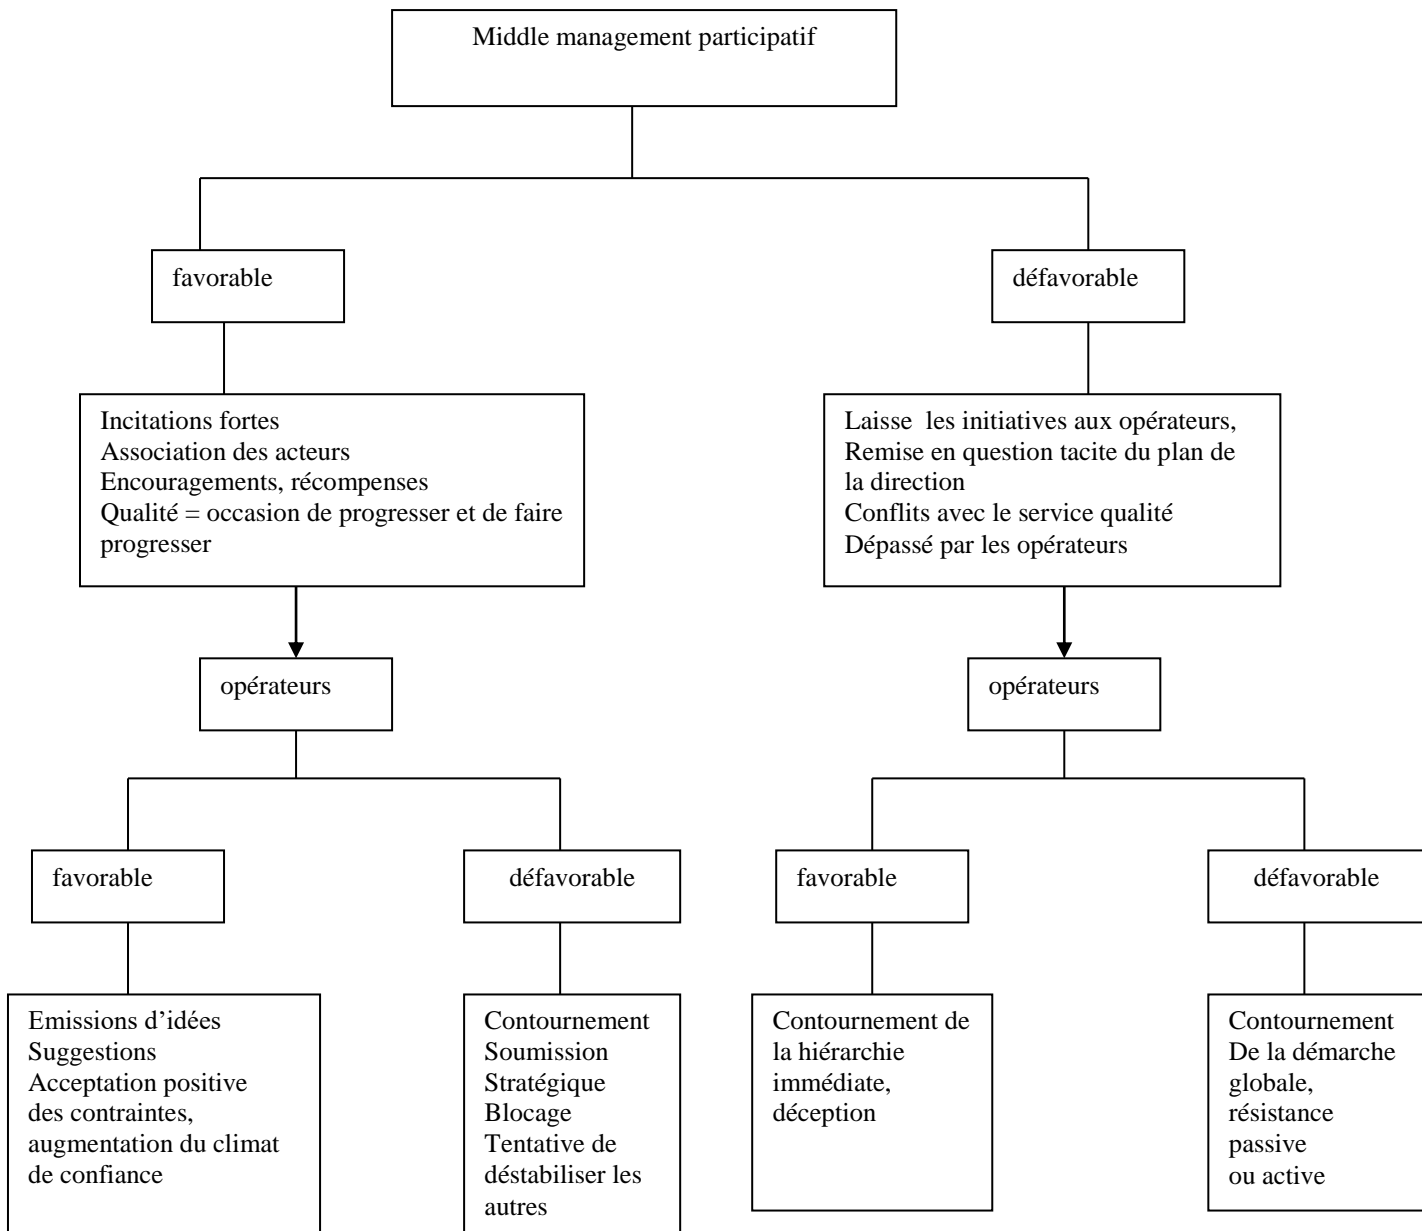 Middle management participatif
favorable
défavorable
Incitations fortes
Association des acteurs
Encouragements, récompenses
Qualité = occasion de progresser et de faire
progresser
Laisse  les initiatives aux opérateurs,
Remise en question tacite du plan de
la direction
Conflits avec le service qualité
Dépassé par les opérateurs
opérateurs
opérateurs
favorable
défavorable
favorable
défavorable
Emissions d’idées
Suggestions
Acceptation positive
des contraintes,
augmentation du climat
de confiance
Contournement
Soumission
Stratégique
Blocage
Tentative de
déstabiliser les
autres
Contournement de
la hiérarchie
immédiate,
déception
Contournement
De la démarche
globale,
résistance
passive
ou active